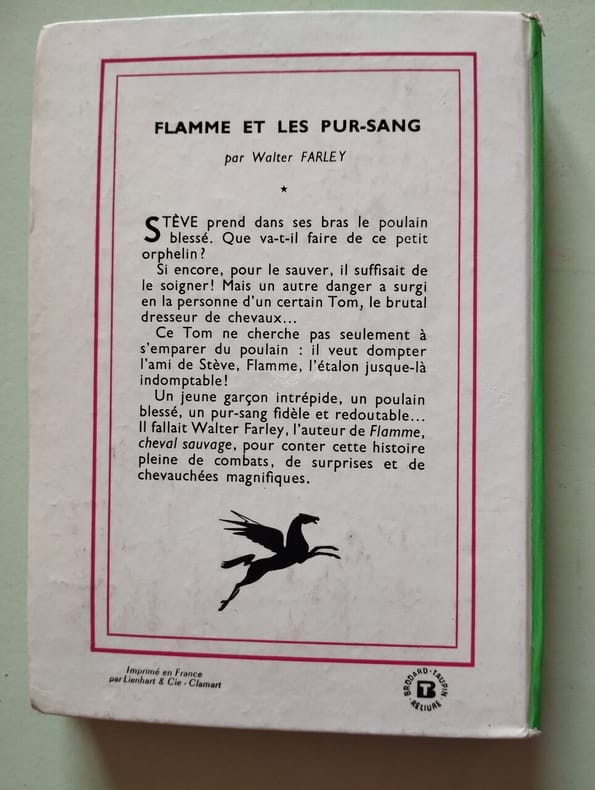 FLAMME ET LES PUR-SANG
par Walter FARLEY
★
STÈVE prend dans ses bras le poulain
blessé. Que va-t-il faire de ce petit
orphelin ?
Si encore, pour le sauver, il suffisait de
le soigner! Mais un autre danger a surgi
en la personne d'un certain Tom, le brutal
dresseur de chevaux...
Ce Tom ne cherche pas seulement à
s'emparer du poulain : il veut dompter
l'ami de Stève, Flamme, l'étalon jusque-là
indomptable!
Un jeune garçon intrépide, un poulain
blessé, un pur-sang fidèle et redoutable...
Il fallait Walter Farley, l'auteur de Flamme,
cheval sauvage, pour conter cette histoire
pleine de combats, de surprises et de
chevauchées magnifiques.
Imprimé en France
par Lienhart & Cie - Clamart
BRODARD-TAUPIN
TB
- RELIURE -